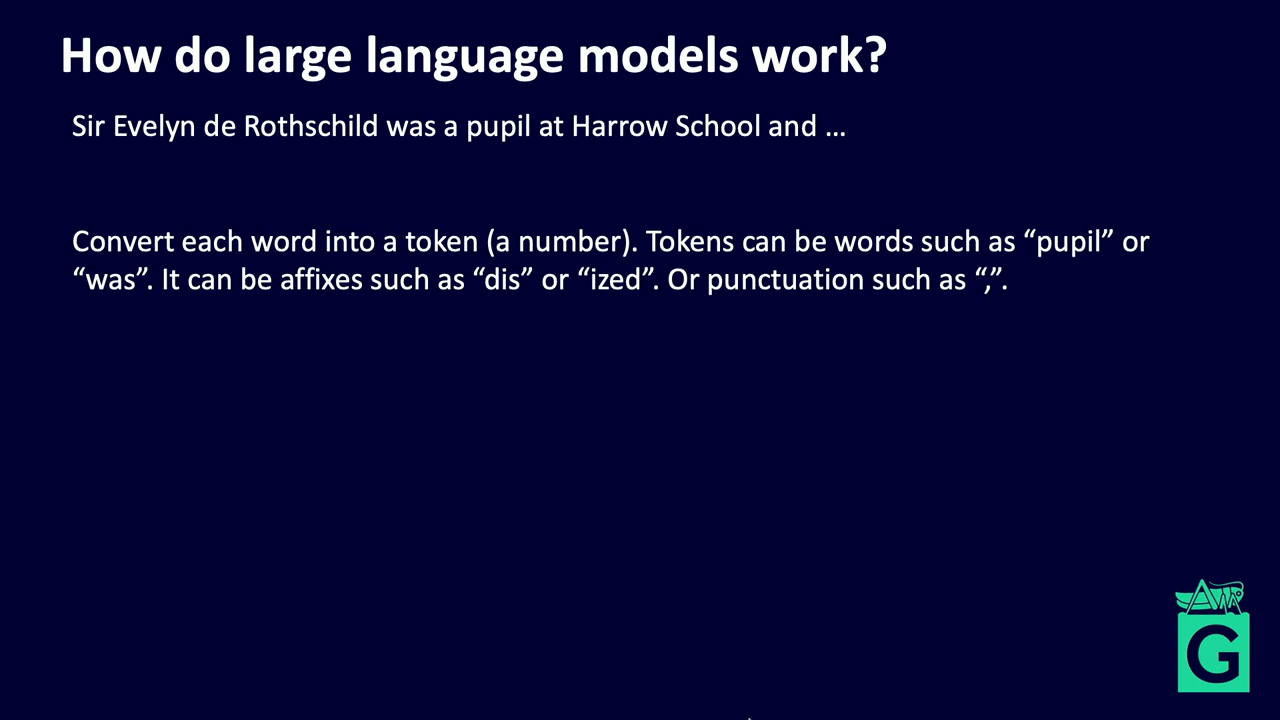 How do large language models work?
Sir Evelyn de Rothschild was a pupil at Harrow School and …
Convert each word into a token (a number). Tokens can be words such as “pupil” or
“was”. It can be affixes such as “dis” or “ized”. Or punctuation such as “,”.
G